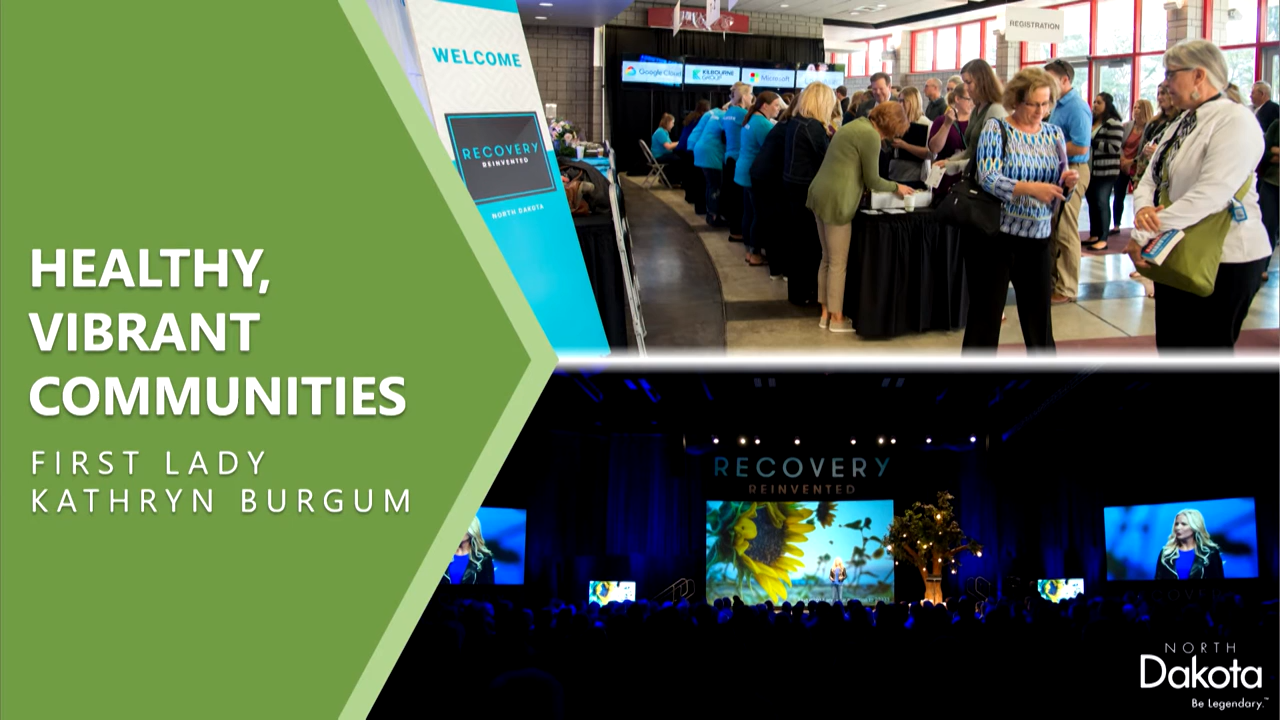 HEALTHY,
VIBRANT
COMMUNITIES
FIRST LADY
KATHRYN BURGUM
WELCOME
RECOVERY
REINVENTED
NORTH DAKOTA
REGISTRATION
Google Cloud
KILBOURNE
GROUP
Microsoft
RECOVERY
REINVENTED
NORTH
Dakota
Be Legendary.™